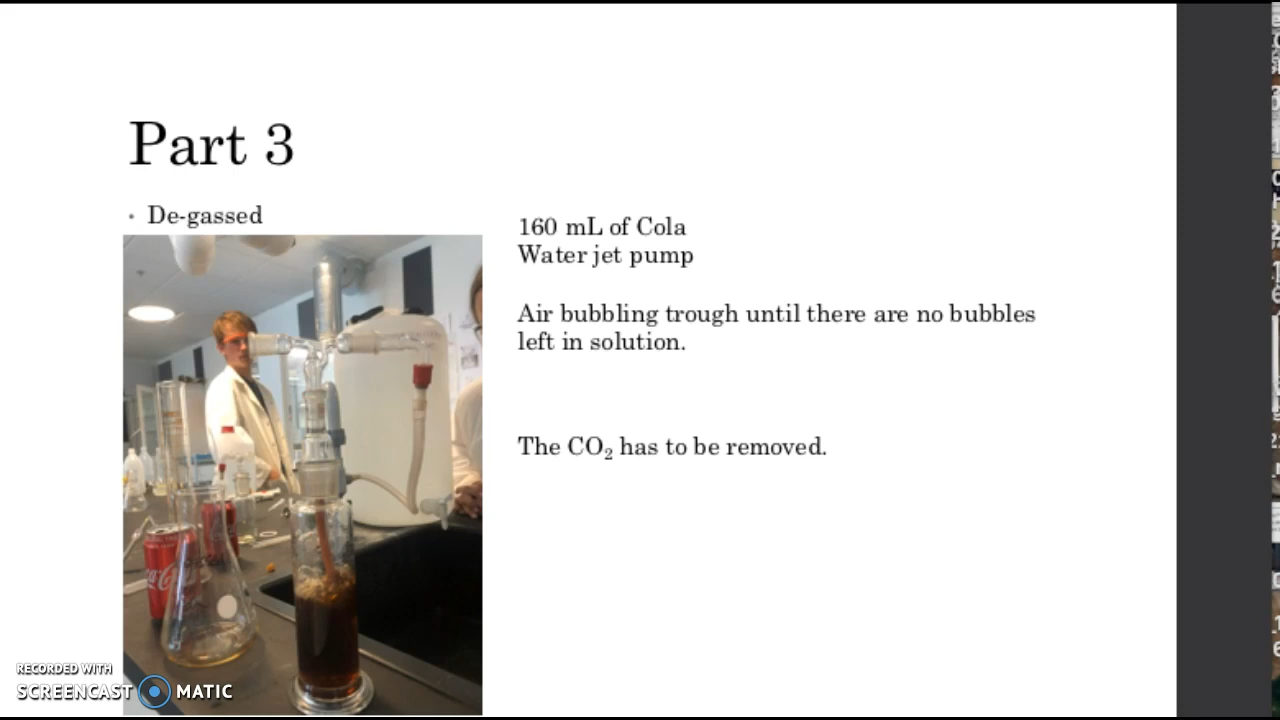 Part 3
• De-gassed
160 mL of Cola
Water jet pump
Air bubbling trough until there are no bubbles
left in solution.
The CO₂ has to be removed.
RECORDED WITH
SCREENCAST MATIC